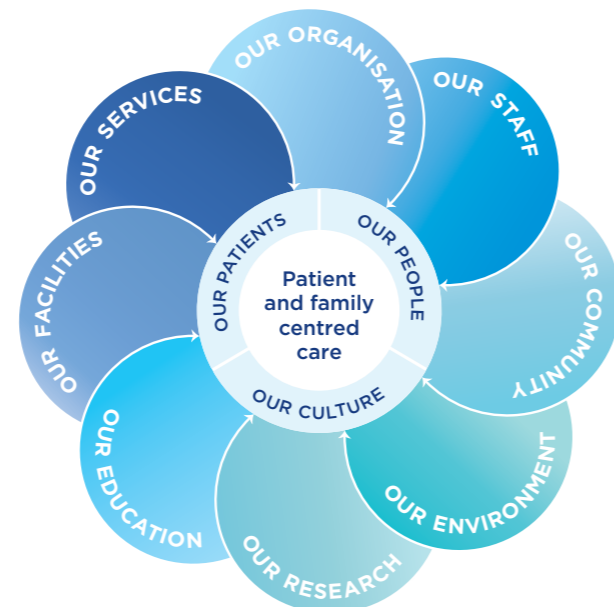 OUR ORGANISATION
OUR STAFF
OUR COMMUNITY
OUR ENVIRONMENT
OUR RESEARCH
OUR EDUCATION
OUR FACILITIES
OUR SERVICES
OUR PATIENTS
OUR PEOPLE
OUR CULTURE
Patient
and family
centred
care